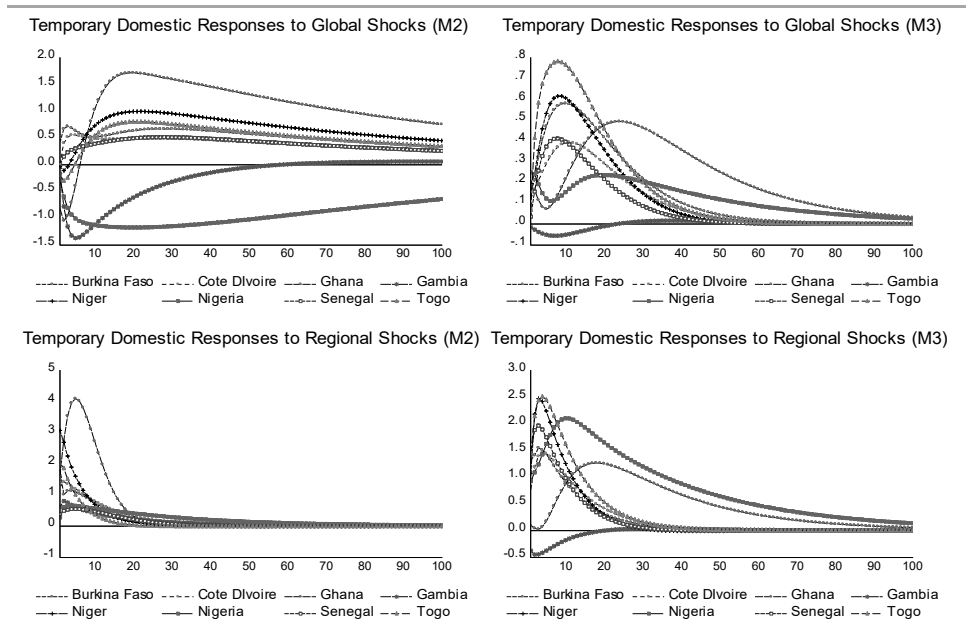 Temporary Domestic Responses to Global Shocks (M2)
2.0
1.5
1.0
0.5
0.0
-0.5
-1.0
-1.5
10 20 30 40 50 60 70 80 90 100
Burkina Faso Cote DIvoire Ghana Gambia
Niger Nigeria Senegal Togo
Temporary Domestic Responses to Global Shocks (M3)
.8
.7
.6
.5
.4
.3
.2
.1
.0
-.1
10 20 30 40 50 60 70 80 90 100
Burkina Faso Cote DIvoire Ghana Gambia
Niger Nigeria Senegal Togo
Temporary Domestic Responses to Regional Shocks (M2)
5
4
3
2
1
0
-1
10 20 30 40 50 60 70 80 90 100
Burkina Faso Cote DIvoire Ghana Gambia
Niger Nigeria Senegal Togo
Temporary Domestic Responses to Regional Shocks (M3)
3.0
2.5
2.0
1.5
1.0
0.5
0.0
-0.5
10 20 30 40 50 60 70 80 90 100
Burkina Faso Cote DIvoire Ghana Gambia
Niger Nigeria Senegal Togo